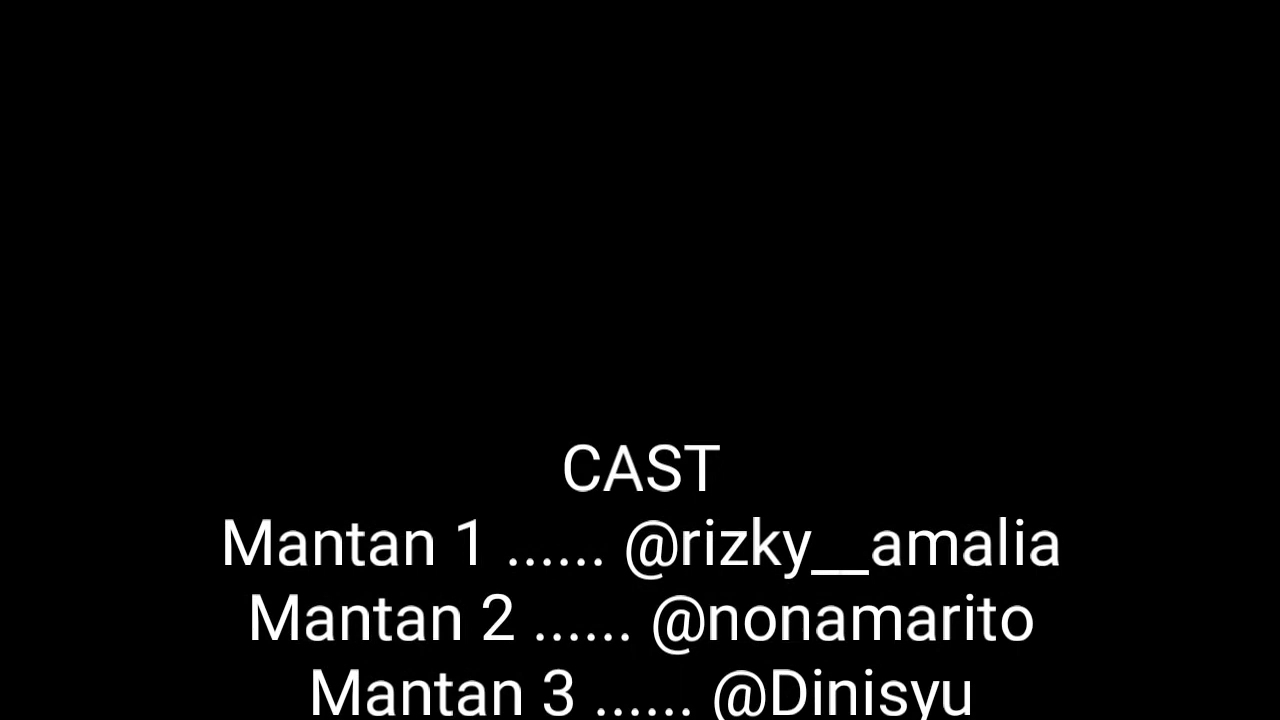 CAST
Mantan 1 ...... @rizky__amalia
Mantan 2 ...... @nonamarito
Mantan 3 ...... @Dinisyu